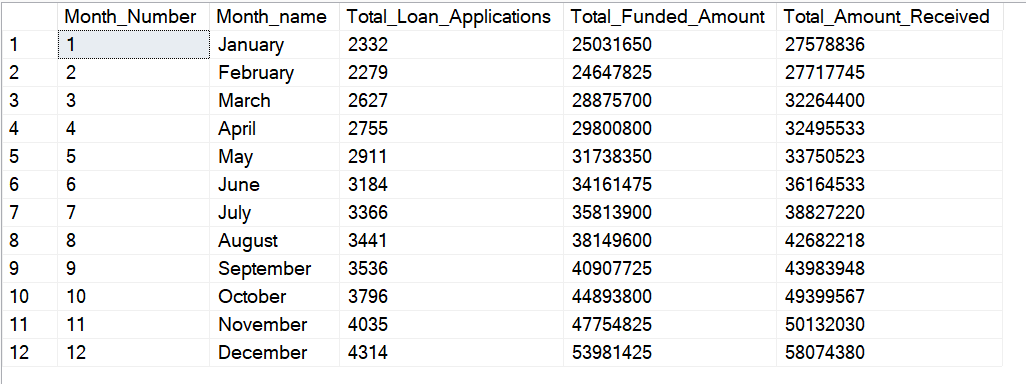 Month_Number Month_name Total_Loan_Applications Total_Funded_Amount Total_Amount_Received
1 1 January 2332 25031650 27578836
2 2 February 2279 24647825 27717745
3 3 March 2627 28875700 32264400
4 4 April 2755 29800800 32495533
5 5 May 2911 31738350 33750523
6 6 June 3184 34161475 36164533
7 7 July 3366 35813900 38827220
8 8 August 3441 38149600 42682218
9 9 September 3536 40907725 43983948
10 10 October 3796 44893800 49399567
11 11 November 4035 47754825 50132030
12 12 December 4314 53981425 58074380